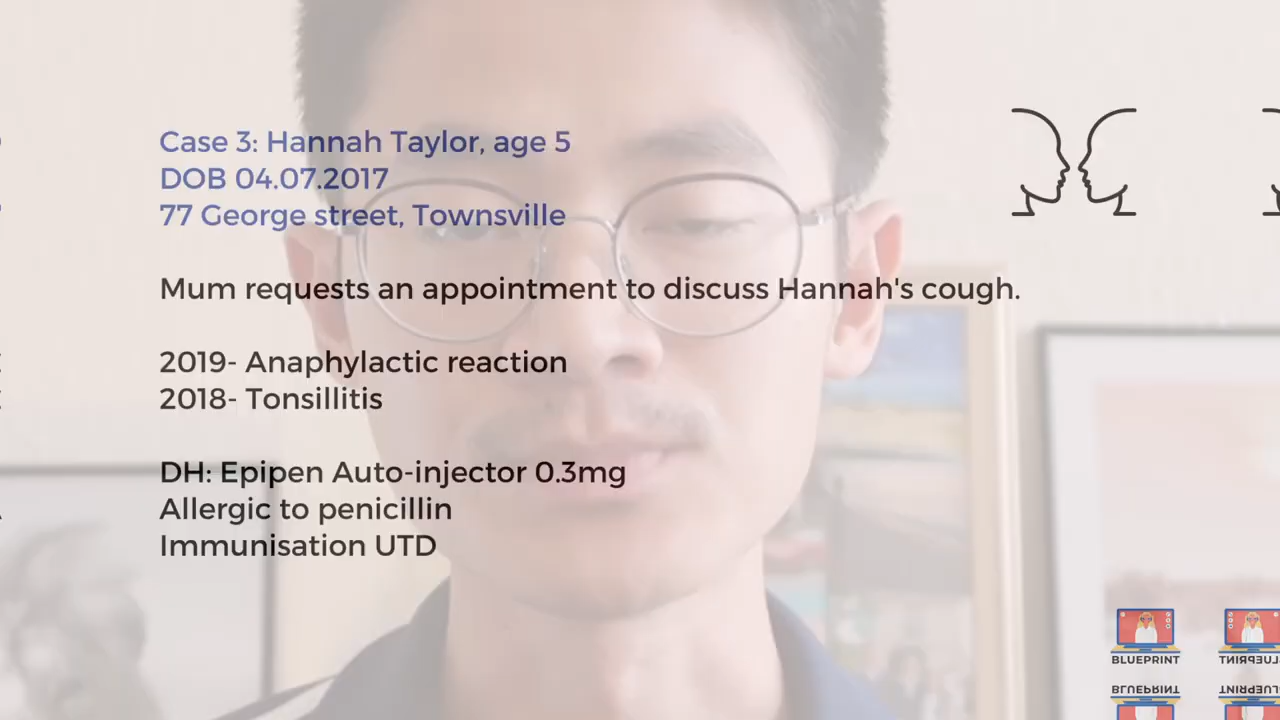 Case 3: Hannah Taylor, age 5
DOB 04.07.2017
77 George street, Townsville
Mum requests an appointment to discuss Hannah's cough.
2019- Anaphylactic reaction
2018- Tonsillitis
DH: Epipen Auto-injector 0.3mg
Allergic to penicillin
Immunisation UTD
BLUEPRINT
BLUEPRINT